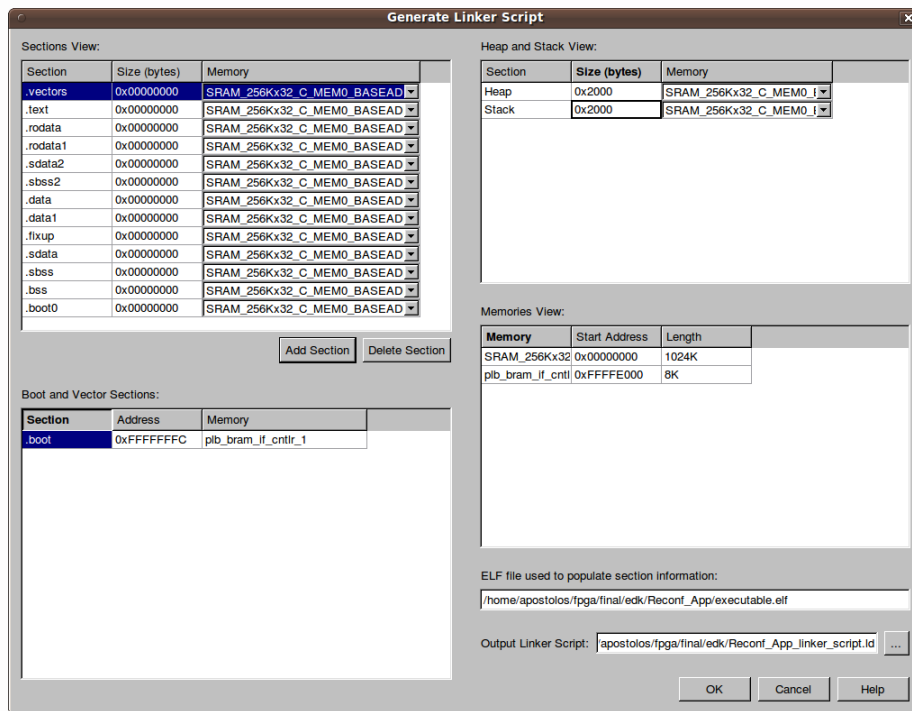 Generate Linker Script
Sections View:
Section Size (bytes) Memory
.vectors 0x00000000 SRAM_256Kx32_C_MEM0_BASEAD
.text 0x00000000 SRAM_256Kx32_C_MEM0_BASEAD
.rodata 0x00000000 SRAM_256Kx32_C_MEM0_BASEAD
.rodata1 0x00000000 SRAM_256Kx32_C_MEM0_BASEAD
.sdata2 0x00000000 SRAM_256Kx32_C_MEM0_BASEAD
.sbss2 0x00000000 SRAM_256Kx32_C_MEM0_BASEAD
.data 0x00000000 SRAM_256Kx32_C_MEM0_BASEAD
.data1 0x00000000 SRAM_256Kx32_C_MEM0_BASEAD
.fixup 0x00000000 SRAM_256Kx32_C_MEM0_BASEAD
.sdata 0x00000000 SRAM_256Kx32_C_MEM0_BASEAD
.sbss 0x00000000 SRAM_256Kx32_C_MEM0_BASEAD
.bss 0x00000000 SRAM_256Kx32_C_MEM0_BASEAD
.boot0 0x00000000 SRAM_256Kx32_C_MEM0_BASEAD
Add Section Delete Section
Boot and Vector Sections:
Section Address Memory
.boot 0xFFFFFFFC plb_bram_if_cntlr_1
Heap and Stack View:
Section Size (bytes) Memory
Heap 0x2000 SRAM_256Kx32_C_MEM0_
Stack 0x2000 SRAM_256Kx32_C_MEM0_
Memories View:
Memory Start Address Length
SRAM_256Kx32 0x00000000 1024K
plb_bram_if_cntl 0xFFFFE000 8K
ELF file used to populate section information:
/home/apostolos/fpga/final/edk/Reconf_App/executable.elf
Output Linker Script: /apostolos/fpga/final/edk/Reconf_App_linker_script.ld ...
OK Cancel Help